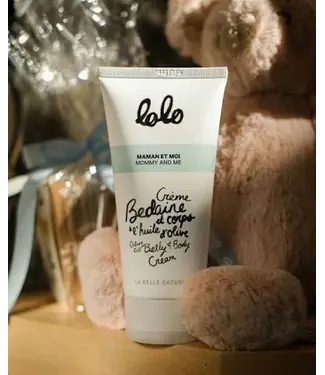 lolo
MAMAN ET MOI
MOMMY AND ME
Crème
Bedaine
et corps
à l'huile d'olive
Olive
Oil Belly & Body
Cream
LA BELLE EXCUSE